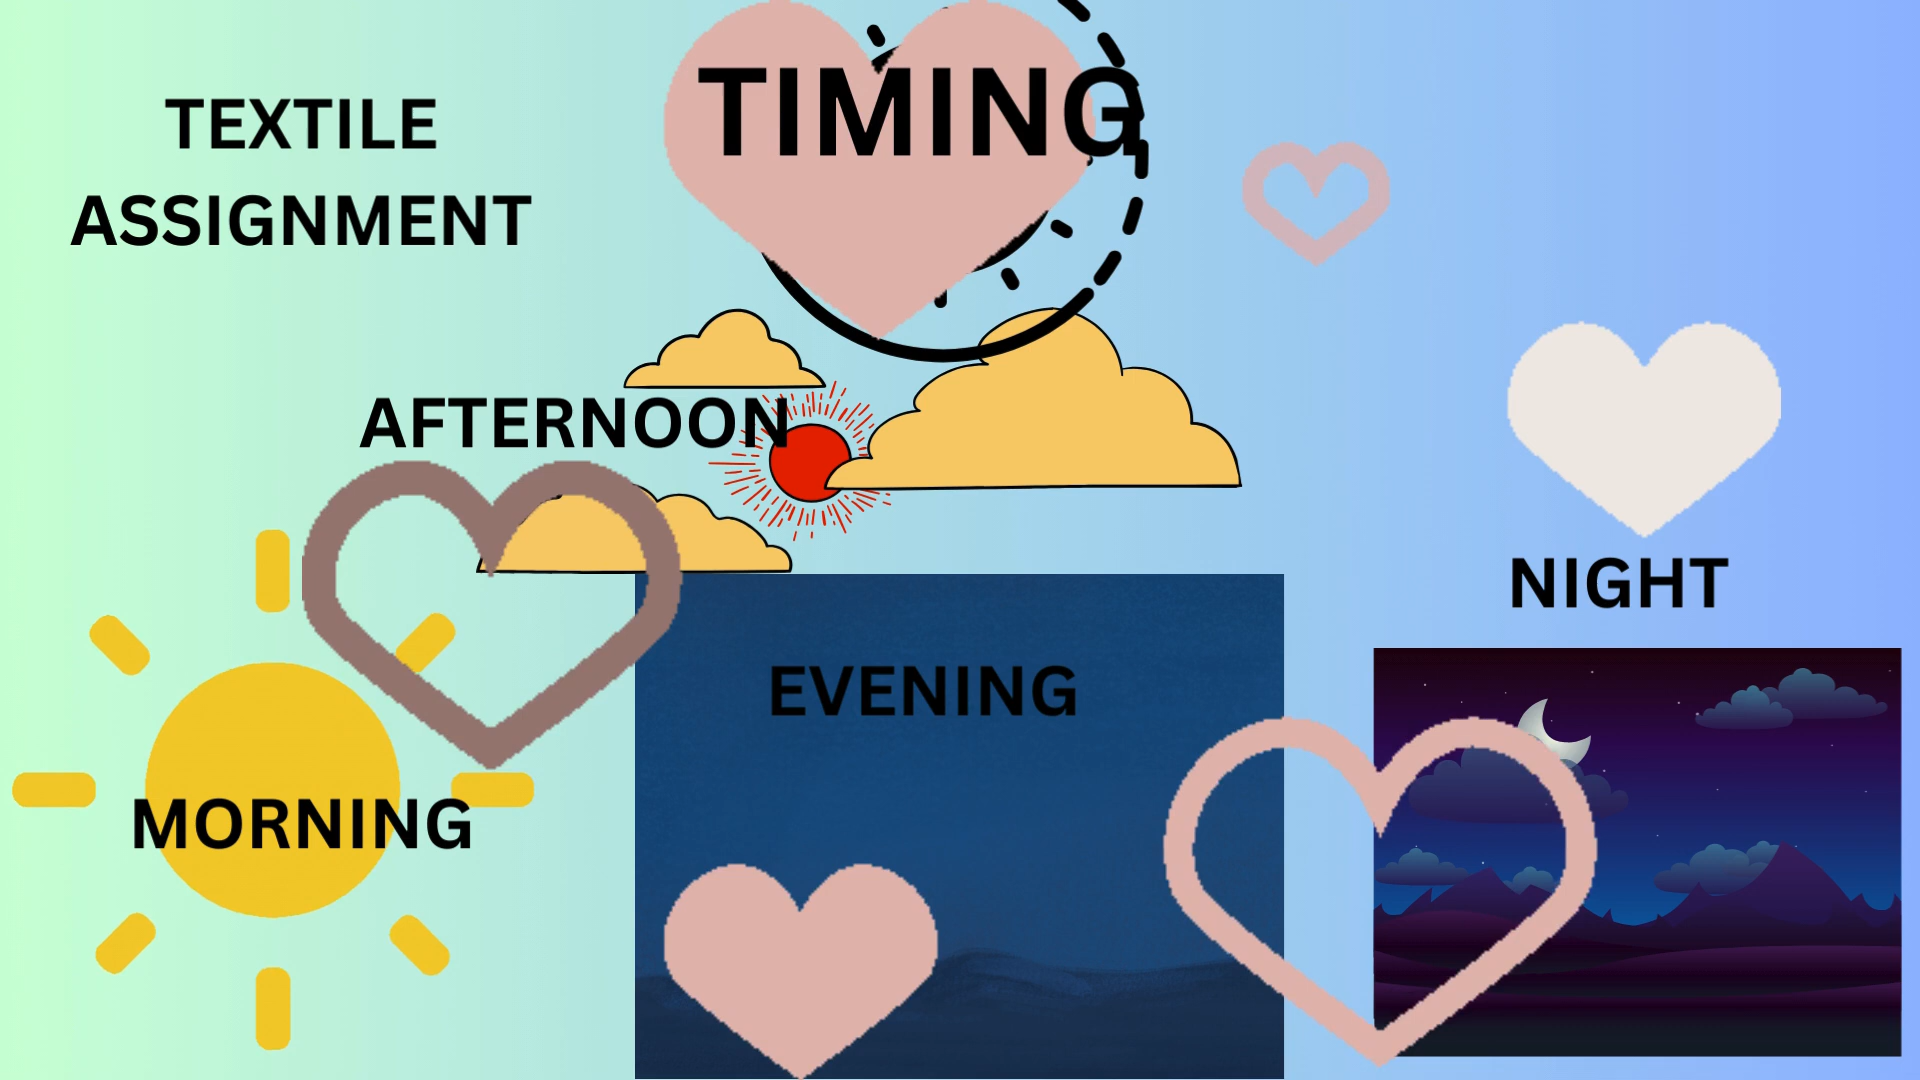 TEXTILE
ASSIGNMENT
TIMING
AFTERNOON
NIGHT
EVENING
MORNING